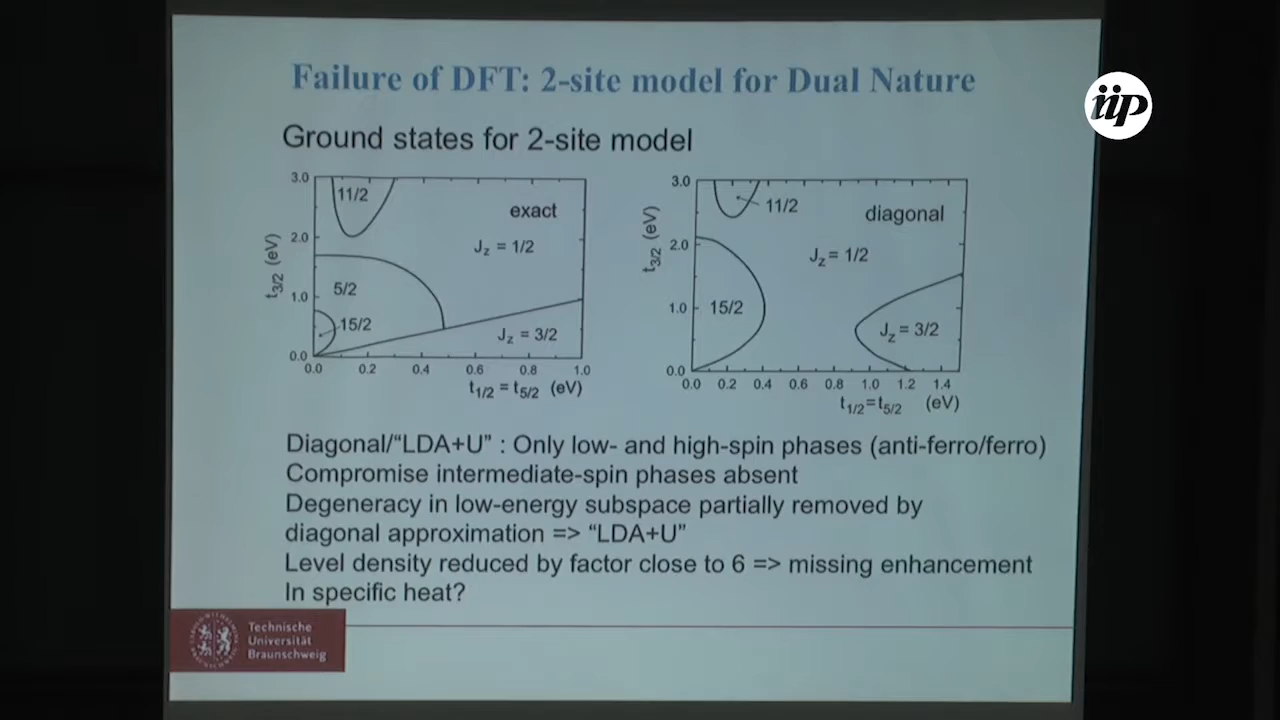 Failure of DFT: 2-site model for Dual Nature
iip
Ground states for 2-site model
3.0
2.0
1.0
0.0
t3/2 (eV)
11/2
exact
Jz = 1/2
5/2
15/2
Jz = 3/2
0.0 0.2 0.4 0.6 0.8 1.0
t1/2 = t5/2 (eV)
3.0
2.0
1.0
0.0
t3/2 (eV)
11/2
diagonal
Jz = 1/2
15/2
Jz = 3/2
0.0 0.2 0.4 0.6 0.8 1.0 1.2 1.4
t1/2=t5/2 (eV)
Diagonal/“LDA+U” : Only low- and high-spin phases (anti-ferro/ferro)
Compromise intermediate-spin phases absent
Degeneracy in low-energy subspace partially removed by
diagonal approximation => “LDA+U”
Level density reduced by factor close to 6 => missing enhancement
In specific heat?
Technische
Universität
Braunschweig